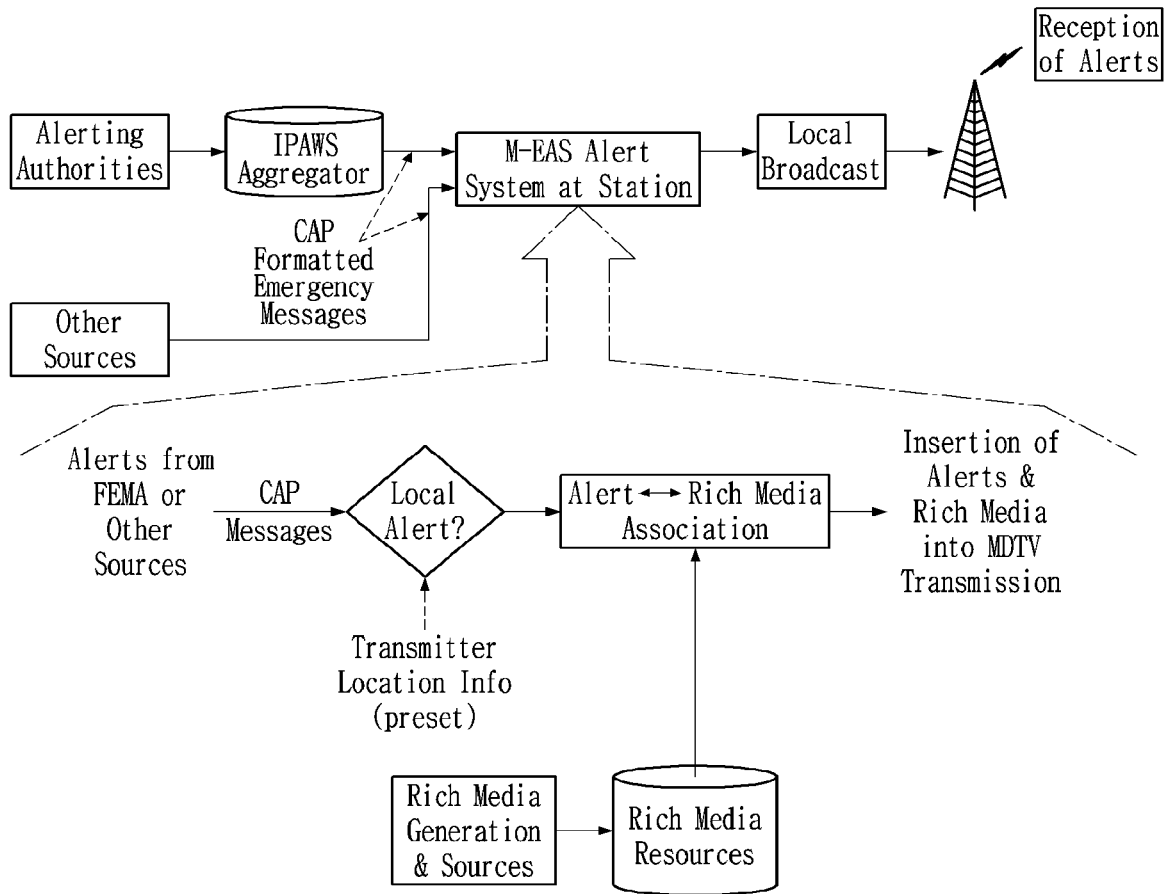 Reception
of Alerts
Alerting
Authorities
IPAWS
Aggregator
M-EAS Alert
System at Station
Local
Broadcast
CAP
Formatted
Emergency
Messages
Other
Sources
Alerts from
FEMA or
Other
Sources
CAP
Messages
Local
Alert?
Alert ↔ Rich Media
Association
Insertion of
Alerts &
Rich Media
into MDTV
Transmission
Transmitter
Location Info
(preset)
Rich Media
Generation
& Sources
Rich Media
Resources